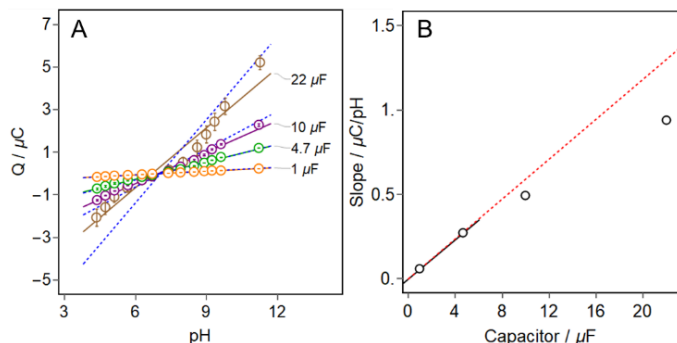 A
7
5
3
1
−1
−3
−5
Q / µC
22 µF
10 µF
4.7 µF
1 µF
3
6
9
12
pH
B
1.5
1.
0.5
0.
Slope / µC/pH
0
4
8
12
16
20
Capacitor / µF